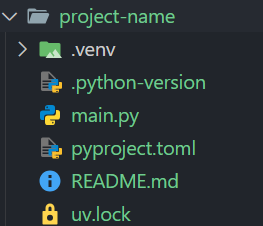 project-name
.venv
.python-version
main.py
pyproject.toml
README.md
uv.lock